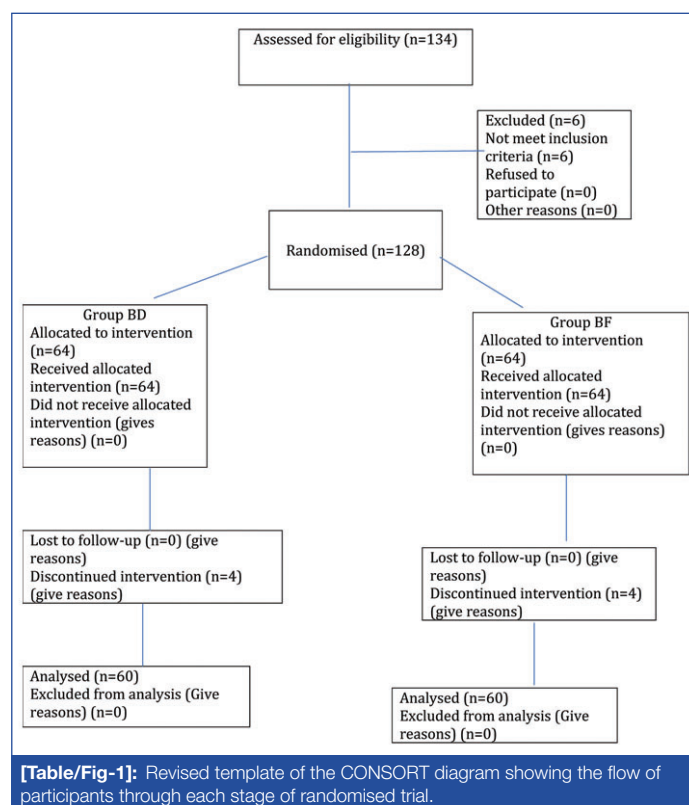 Assessed for eligibility (n=134)
Excluded (n=6)
Not meet inclusion
criteria (n=6)
Refused to
participate (n=0)
Other reasons (n=0)
Randomised (n=128)
Group BD
Allocated to intervention
(n=64)
Received allocated
intervention (n=64)
Did not receive allocated
intervention (gives
reasons) (n=0)
Group BF
Allocated to intervention
(n=64)
Received allocated
intervention (n=64)
Did not receive allocated
intervention (gives reasons)
(n=0)
Lost to follow-up (n=0) (give
reasons)
Discontinued intervention (n=4)
(give reasons)
Lost to follow-up (n=0) (give
reasons)
Discontinued intervention (n=4)
(give reasons)
Analysed (n=60)
Excluded from analysis (Give
reasons) (n=0)
Analysed (n=60)
Excluded from analysis (Give
reasons) (n=0)
[Table/Fig-1]: Revised template of the CONSORT diagram showing the flow of
participants through each stage of randomised trial.